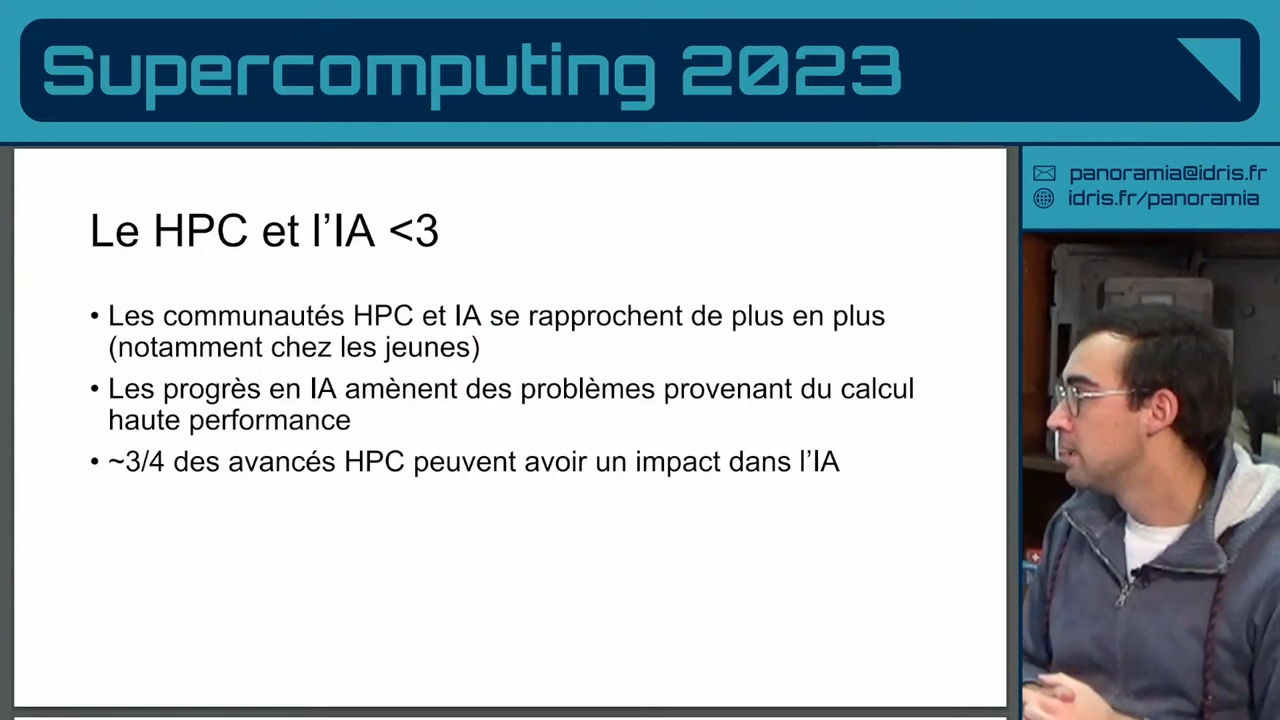 Supercomputing 2023
panoramia@idris.fr
idris.fr/panoramia
Le HPC et l’IA <3
• Les communautés HPC et IA se rapprochent de plus en plus
(notamment chez les jeunes)
• Les progrès en IA amènent des problèmes provenant du calcul
haute performance
• ~3/4 des avancés HPC peuvent avoir un impact dans l’IA